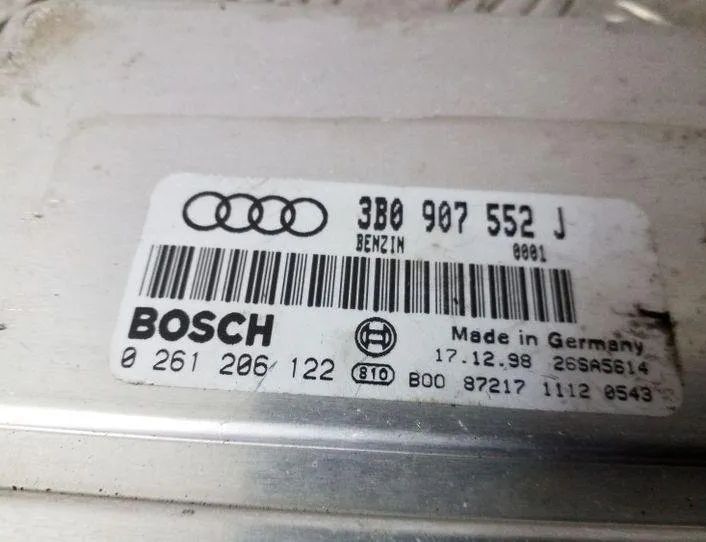 3B0 907 552 J
BENZIN 0001
BOSCH
Made in Germany
17.12.98 26SA5614
0 261 206 122 810 B00 87217 1112 0543